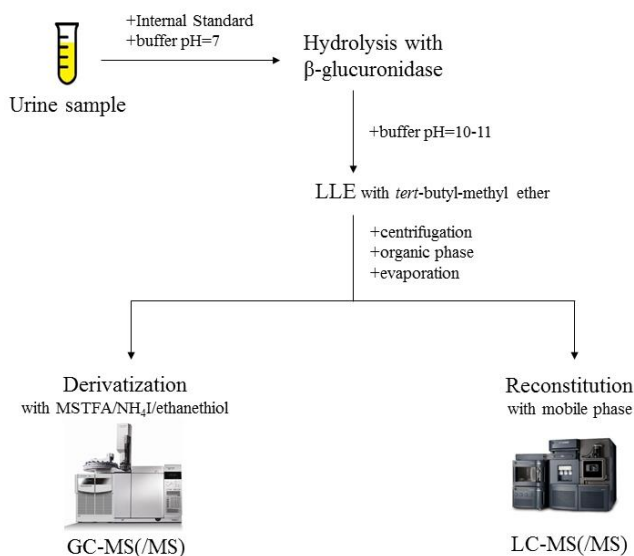 +Internal Standard
+buffer pH=7
Urine sample
Hydrolysis with
β-glucuronidase
+buffer pH=10-11
LLE with tert-butyl-methyl ether
+centrifugation
+organic phase
+evaporation
Derivatization
with MSTFA/NH₄I/ethanethiol
GC-MS(/MS)
Reconstitution
with mobile phase
LC-MS(/MS)